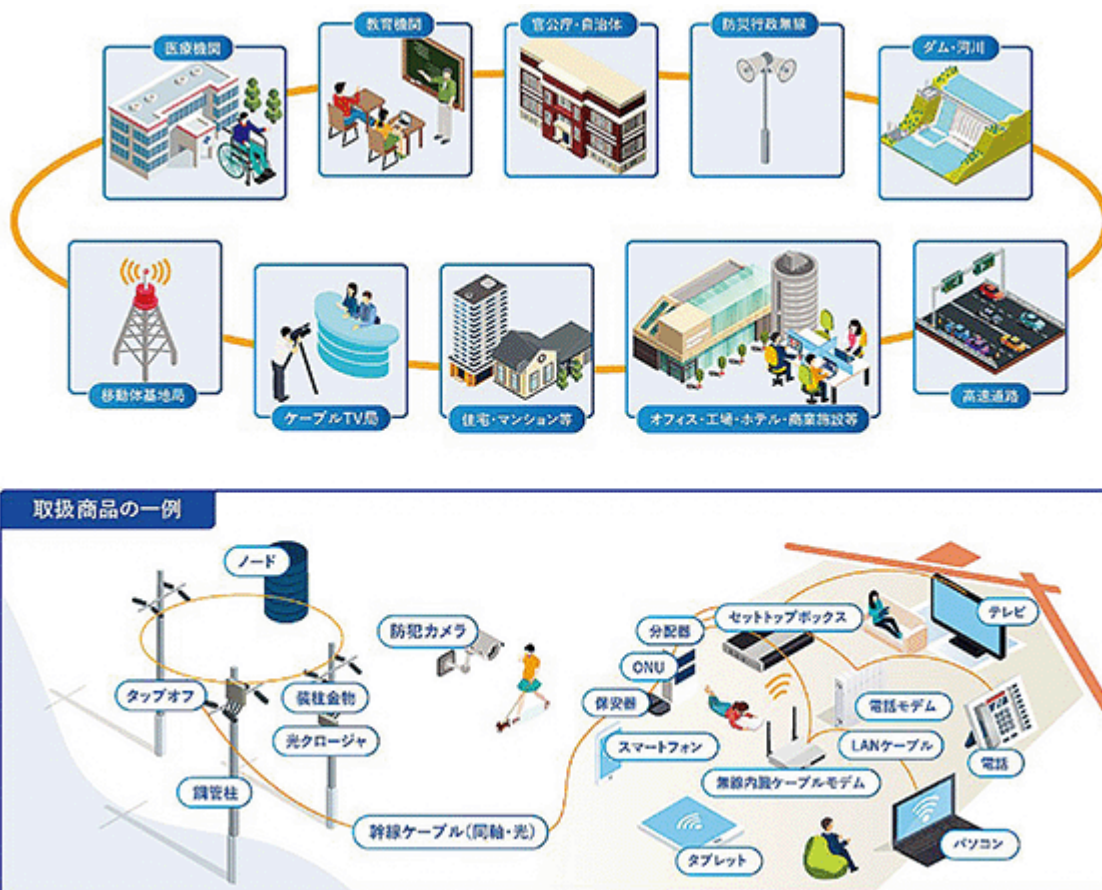 医療機関
教育機関
官公庁・自治体
防災行政無線
ダム・河川
移動体基地局
ケーブルTV局
住宅・マンション等
オフィス・工場・ホテル・商業施設等
高速道路
取扱商品の一例
ノード
防犯カメラ
タップオフ
装柱金物
光クロージャ
鋼管柱
幹線ケーブル(同軸・光)
分配器
ONU
保安器
セットトップボックス
テレビ
スマートフォン
電話モデム
LANケーブル
電話
無線内蔵ケーブルモデム
タブレット
パソコン